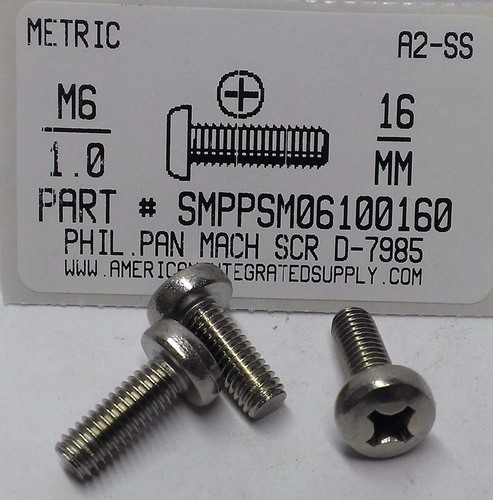 METRIC A2-SS
M6 16
1.0 MM
PART # SMPPSM06100160
PHIL.PAN MACH SCR D-7985
WWW.AMERICANINTEGRATEDSUPPLY.COM